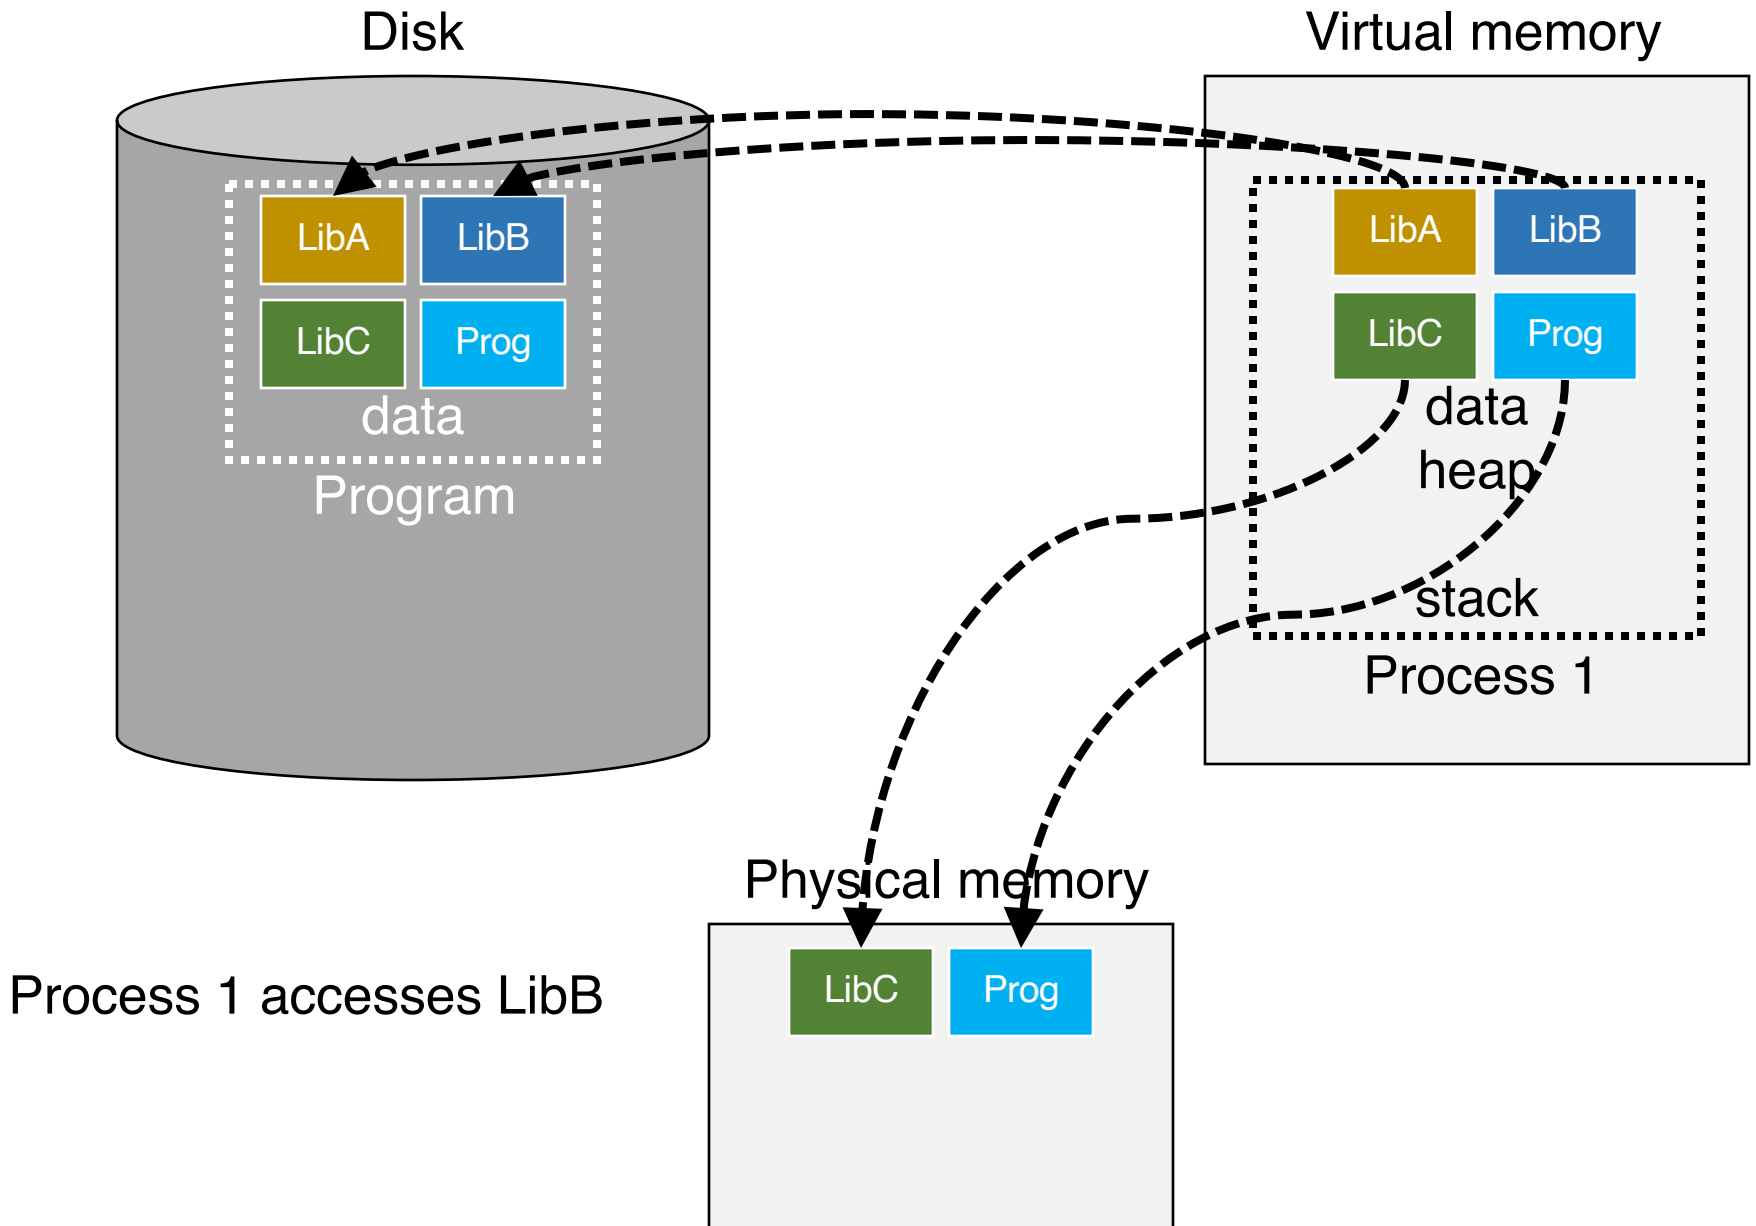 Disk
LibA LibB
LibC Prog
data
Program
Virtual memory
LibA LibB
LibC Prog
data
heap
stack
Process 1
Physical memory
LibC Prog
Process 1 accesses LibB